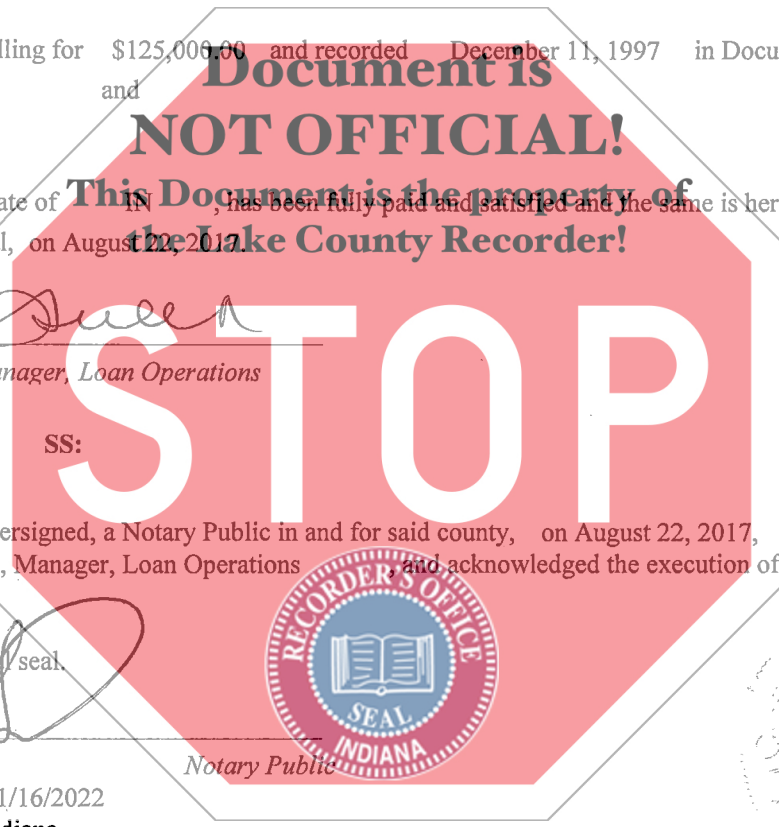 lling for $125,000.00 and recorded December 11, 1997 in Docu
and
Document is
NOT OFFICIAL!
This Document is the property of
ate of IN , has been fully paid and satisfied and the same is her
the Lake County Recorder!
l, on August 22, 2017.
anager, Loan Operations
STOP
SS:
ersigned, a Notary Public in and for said county, on August 22, 2017,
, Manager, Loan Operations , and acknowledged the execution of
RECORDER'S OFFICE
SEAL
INDIANA
l seal.
Notary Public
1/16/2022